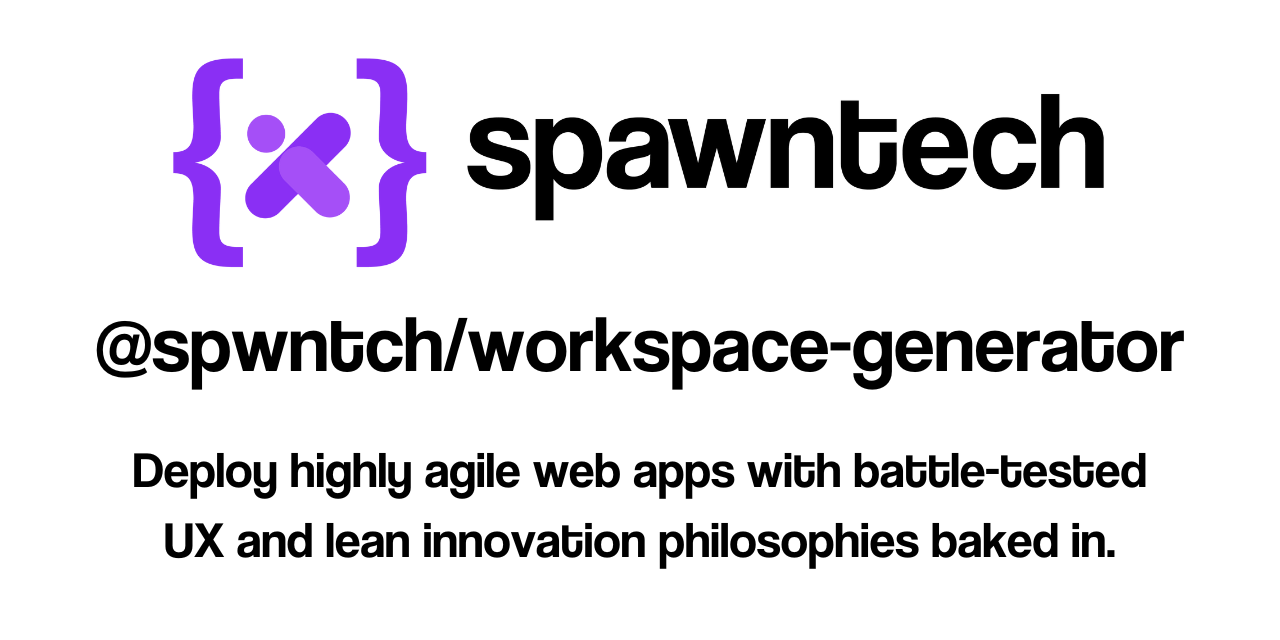 spawntech
@spwntch/workspace-generator
Deploy highly agile web apps with battle-tested
UX and lean innovation philosophies baked in.